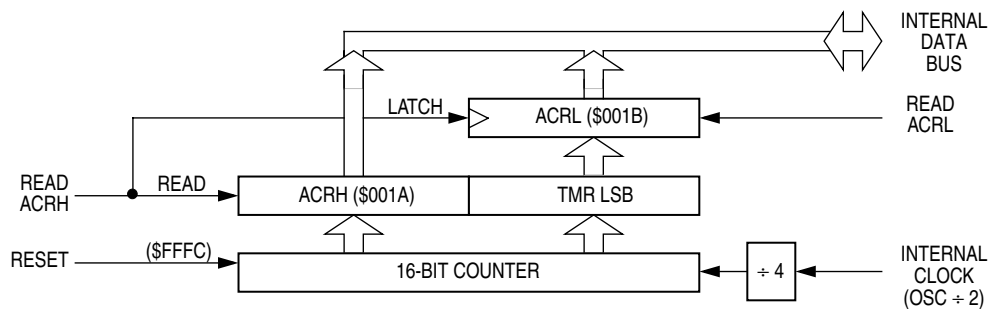 INTERNAL
DATA
BUS
LATCH
ACRL ($001B)
READ
ACRL
READ
ACRH
READ
ACRH ($001A)
TMR LSB
RESET
($FFFC)
16-BIT COUNTER
÷ 4
INTERNAL
CLOCK
(OSC ÷ 2)